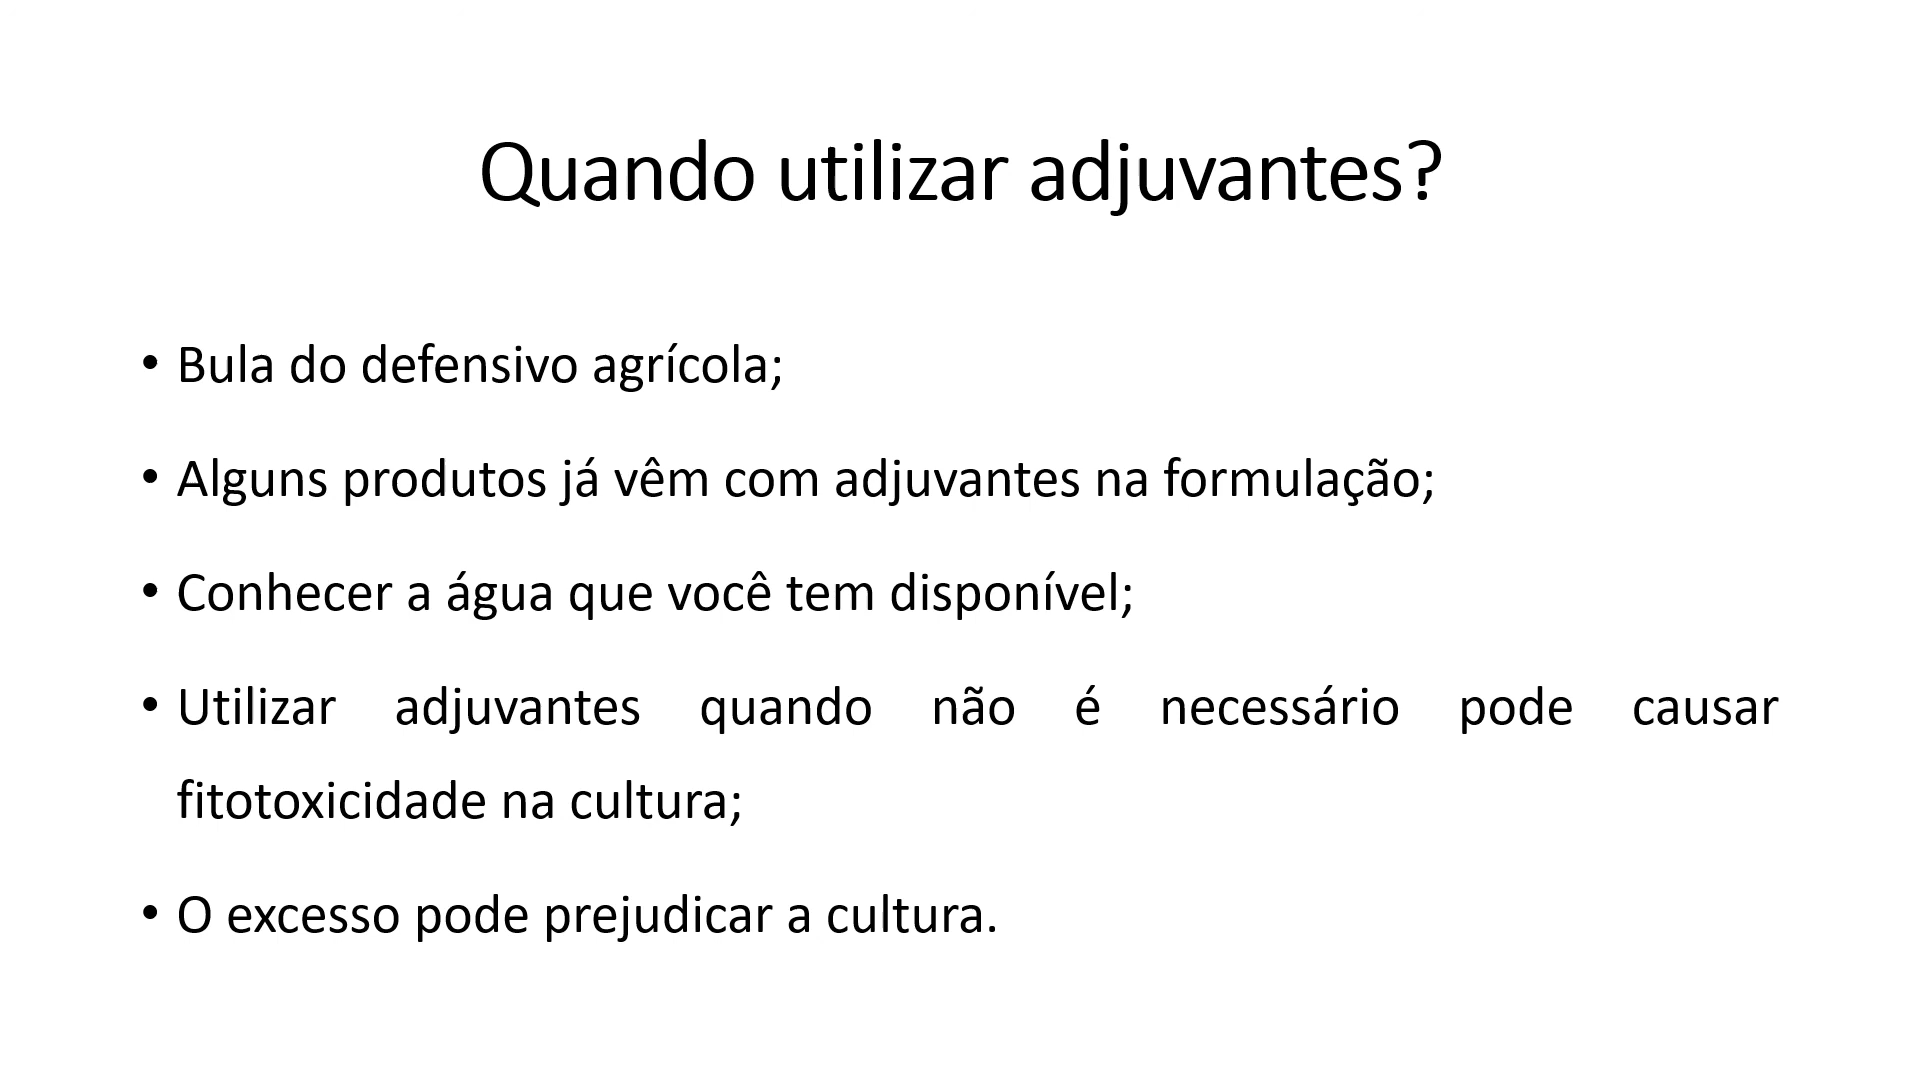 Quando utilizar adjuvantes?
• Bula do defensivo agrícola;
• Alguns produtos já vêm com adjuvantes na formulação;
• Conhecer a água que você tem disponível;
• Utilizar adjuvantes quando não é necessário pode causar
fitotoxicidade na cultura;
• O excesso pode prejudicar a cultura.